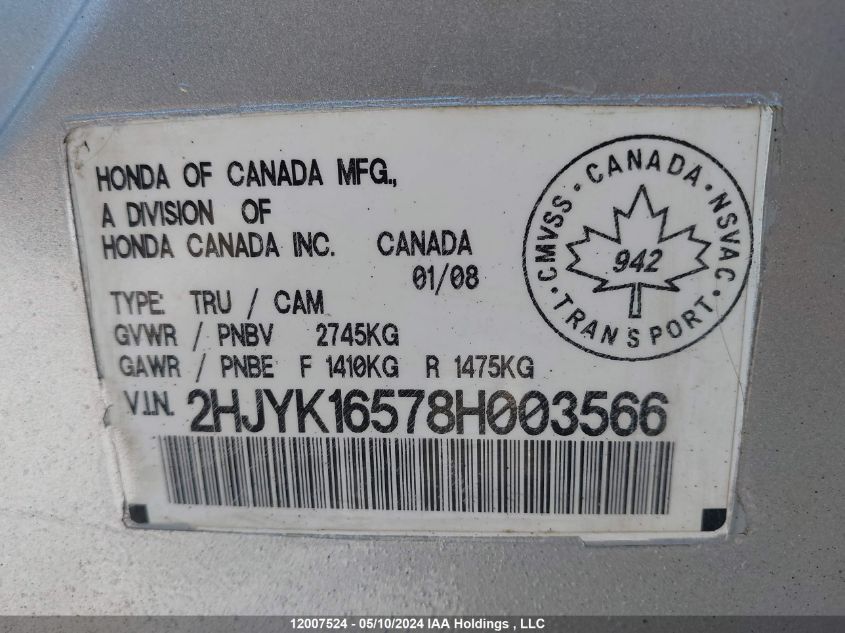 HONDA OF CANADA MFG.,
A DIVISION OF
HONDA CANADA INC. CANADA
01/08
TYPE TRU / CAM
GVWR / PNBV 2745KG
GAWR / PNBE F 1410KG R 1475KG
V.I.N. 2HJYK16578H003566
CMVSS · CANADA · NSVAC
942
· TRANSPORT ·
12007524 - 05/10/2024 IAA Holdings , LLC